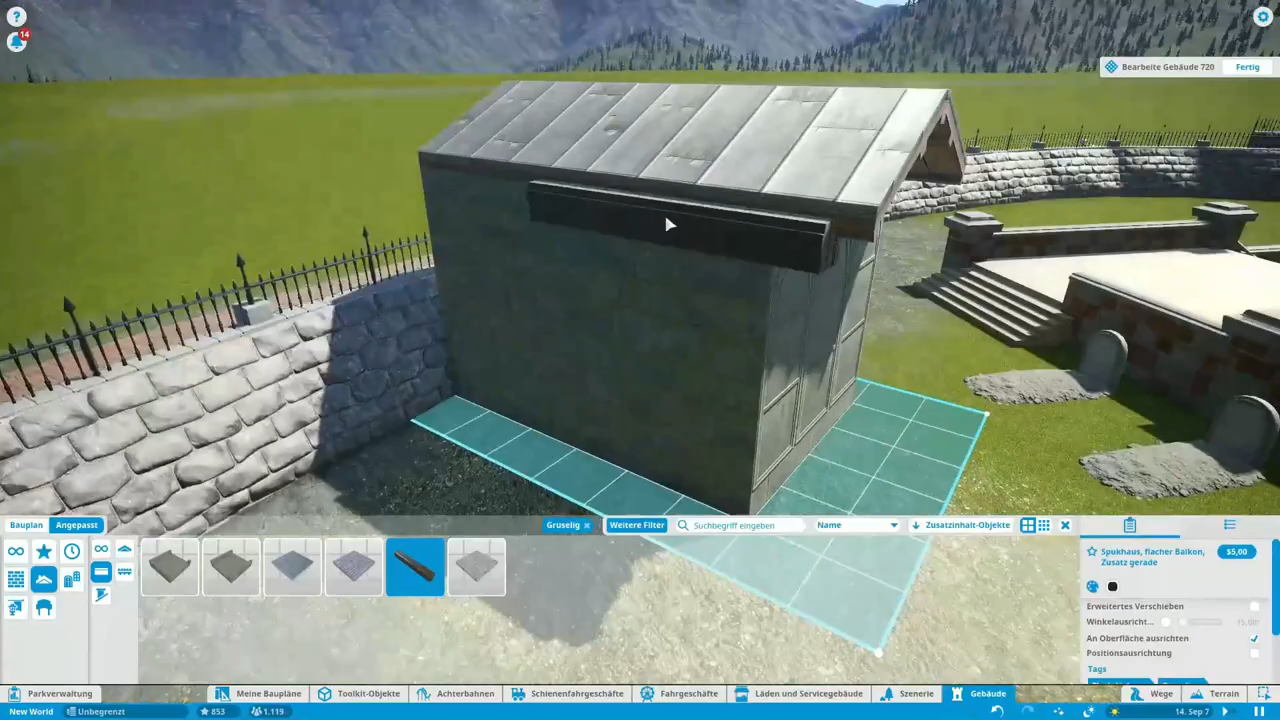 ?
14
Bearbeite Gebäude 720 Fertig
Bauplan Angepasst
Gruselig × Weitere Filter Suchbegriff eingeben Name Zusatzinhalt-Objekte
Spukhaus, flacher Balkon,
Zusatz gerade
$5,00
Erweitertes Verschieben
Winkelausricht...
An Oberfläche ausrichten
Positionsausrichtung
Tags
Parkverwaltung Meine Baupläne Toolkit-Objekte Achterbahnen Schienenfahrgeschäfte Fahrgeschäfte Läden und Servicegebäude Szenerie Gebäude Wege Terrain
New World Unbegrenzt 853 1.119 14. Sep 7